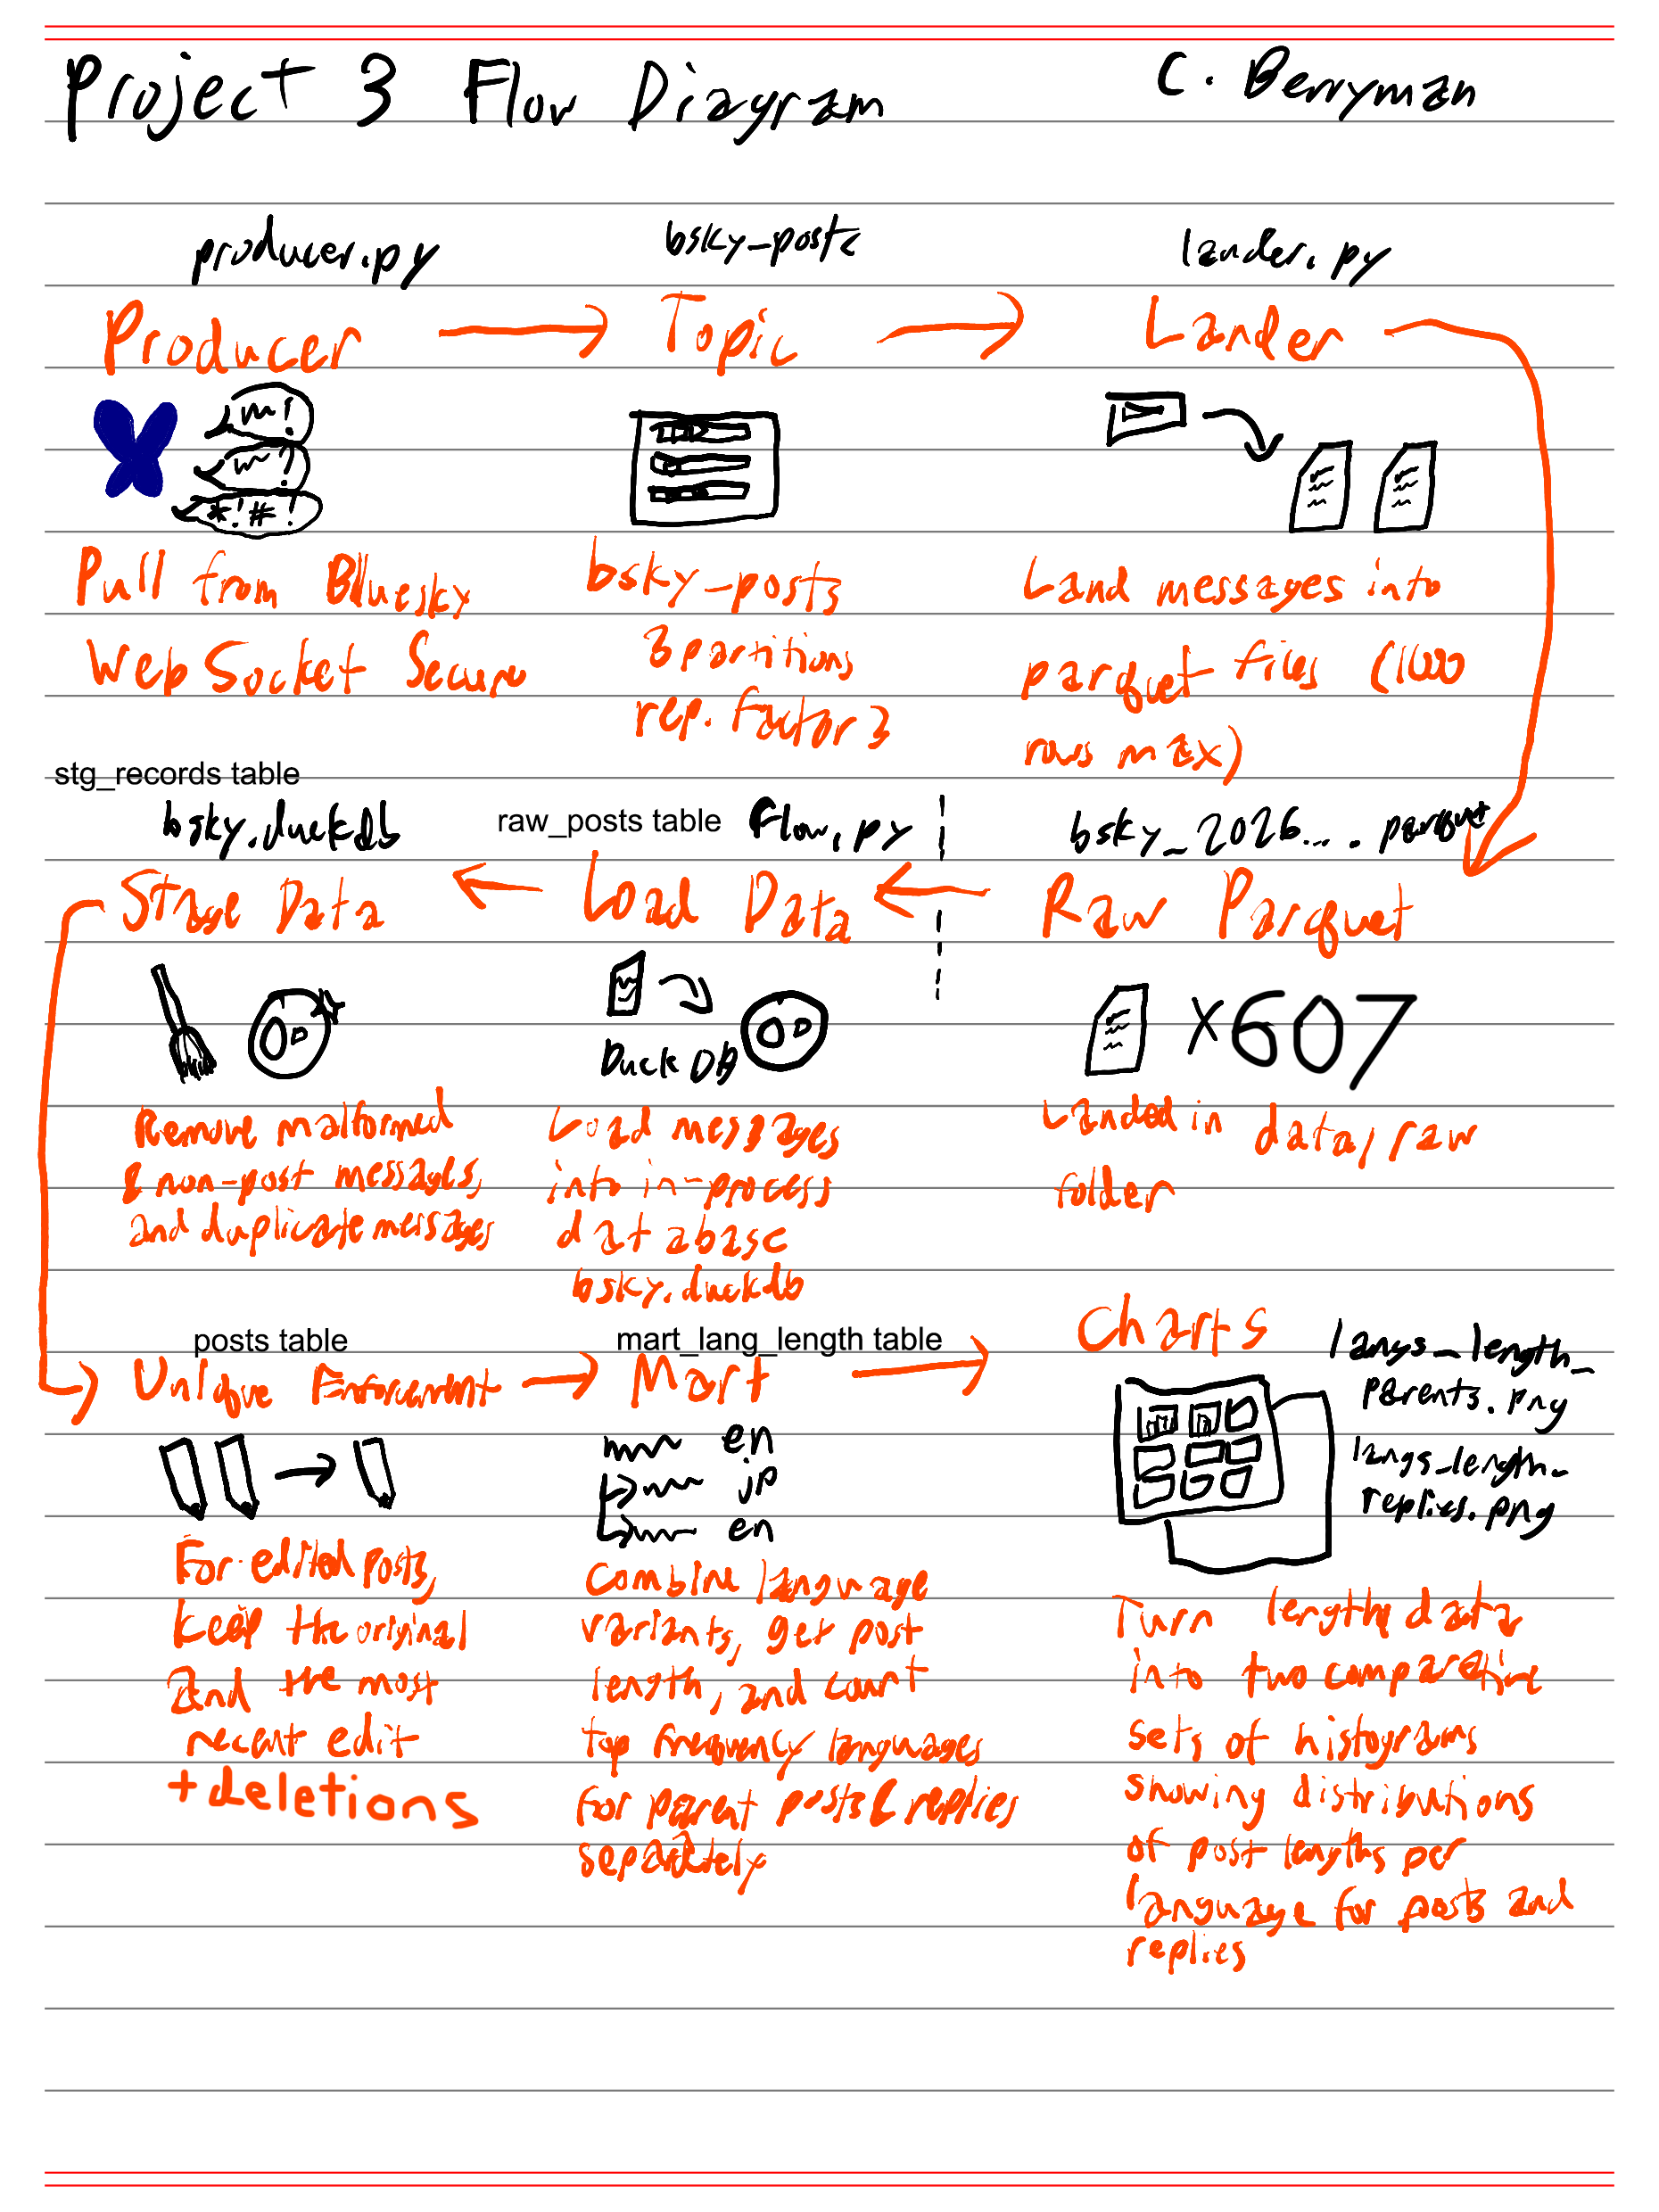 Project 3 Flow Diagram
C. Berryman
producer.py
bsky-posts
lander.py
Producer
Topic
Lander
m!
m?
*!#!
Pull from Bluesky
WebSocket Secure
bsky-posts
3 partitions
rep. factor 3
Land messages into
parquet files (1000
rows max)
stg_records table
bsky.duckdb
raw_posts table
flow.py
bsky_2026.... parquet
Stage Data
Load Data
Raw Parquet
DuckDB
x607
Remove malformed
& non-post messages,
and duplicate messages
Load messages
into in-process
database
bsky.duckdb
Landed in data/raw
folder
posts table
Unique Enforcement
mart_lang_length table
Mart
Charts
langs_length_
parents.png
langs_length_
replies.png
en
jp
en
For edited posts,
keep the original
and the most
recent edit
+deletions
Combine language
variants, get post
length, and count
top frequency languages
for parent posts & replies
separately
Turn length data
into two comparative
sets of histograms
showing distributions
of post lengths per
language for posts and
replies